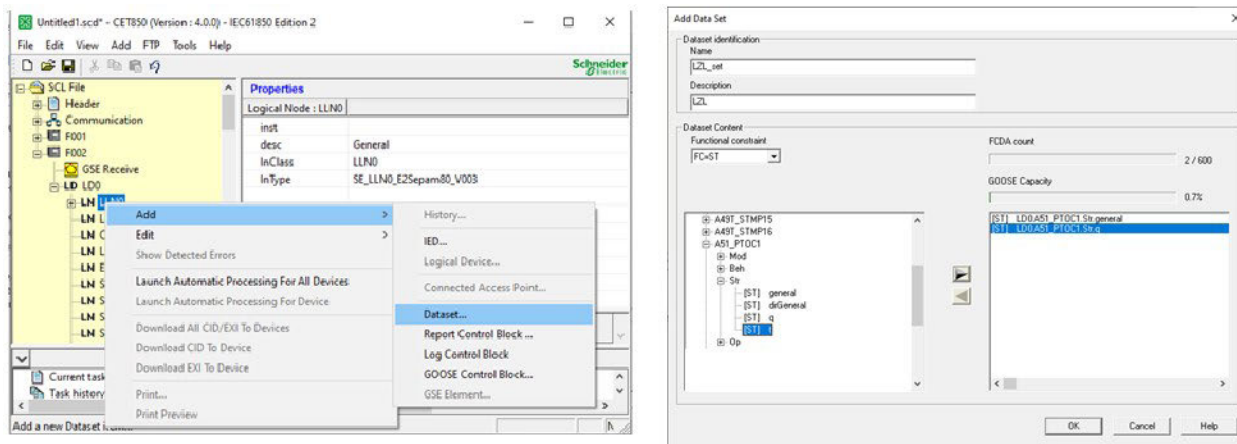 Untitled1.scd* - CET850 (Version : 4.0.0) - IEC61850 Edition 2
File Edit View Add FTP Tools Help
Schneider
Electric
SCL File
Header
Communication
FI001
FI002
GSE Receive
LD LD0
LN LLN0
LN L
LN C
LN L
LN E
LN S
LN S
LN S
LN S
Properties
Logical Node : LLN0
inst
desc General
lnClass LLN0
lnType SE_LLN0_E2Sepam80_V003
Add
Edit
Show Detected Errors
Launch Automatic Processing For All Devices
Launch Automatic Processing For Device
Download All CID/EXI To Devices
Download CID To Device
Download EXI To Device
Print...
Print Preview
History...
IED...
Logical Device...
Connected Access Point...
Dataset...
Report Control Block ...
Log Control Block
GOOSE Control Block...
GSE Element...
Current task
Task history
Add a new Dataset i
N
Add Data Set
Dataset identification
Name
LZL_set
Description
LZL
Dataset Content
Functional constraint
FC=ST
FCDA count
2 / 600
GOOSE Capacity
0.7%
A49T_STMP15
A49T_STMP16
A51_PTOC1
Mod
Beh
Str
[ST] general
[ST] dirGeneral
[ST] q
[ST] t
Op
[ST] LD0.A51_PTOC1.Str.general
[ST] LD0.A51_PTOC1.Str.q
OK Cancel Help